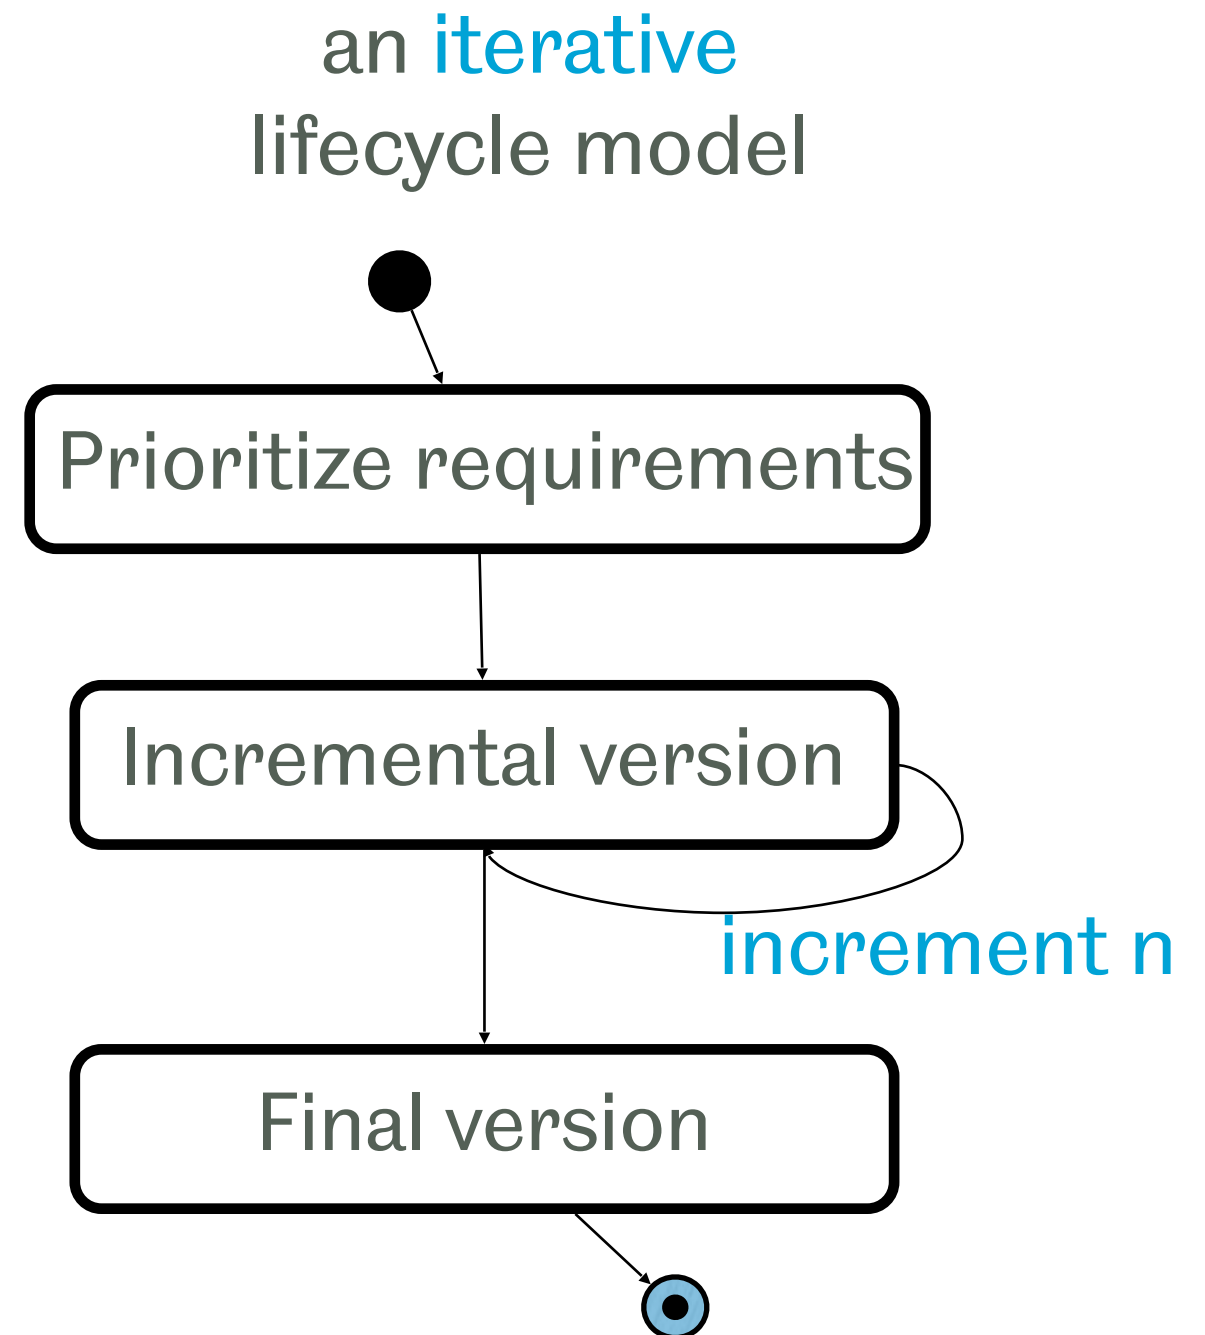 an iterative
lifecycle model
Prioritize requirements
Incremental version
increment n
Final version